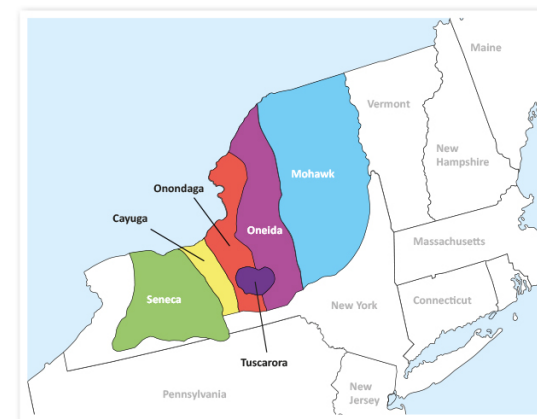 Maine
Vermont
New
Hampshire
Mohawk
Onondaga
Cayuga
Oneida
Massachusetts
Seneca
New York
Connecticut
Tuscarora
Pennsylvania
New
Jersey